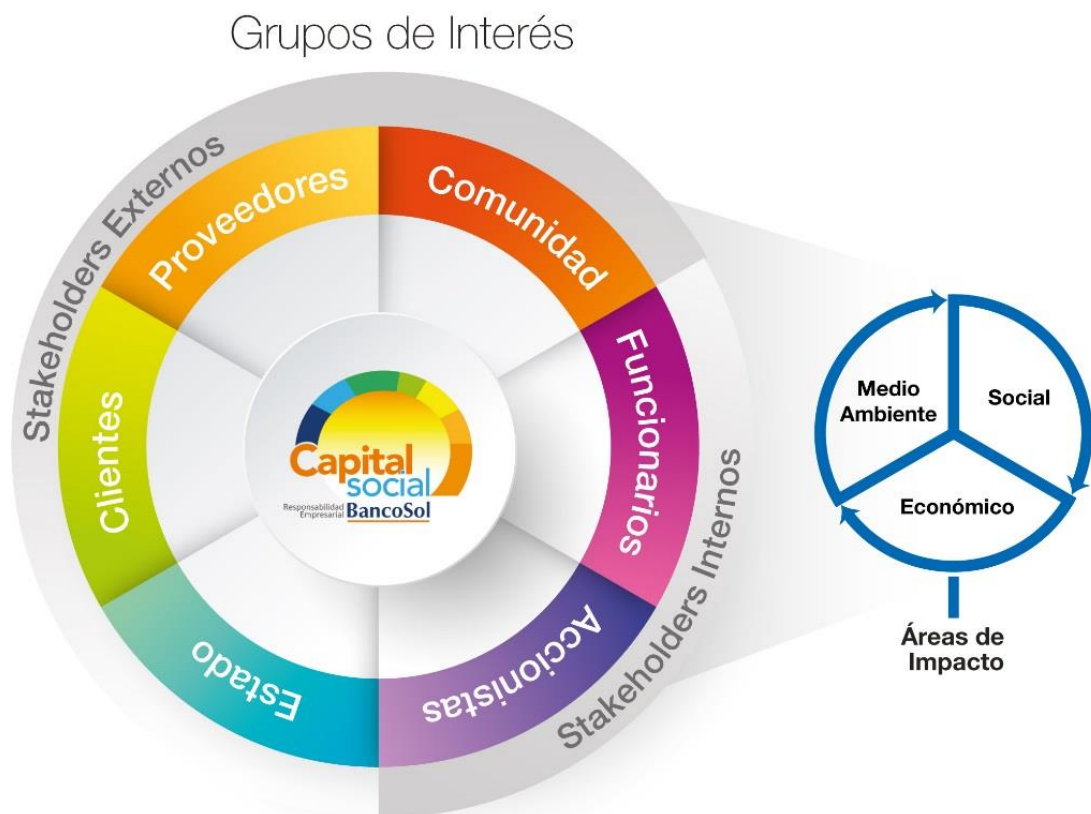 Grupos de Interés
Stakeholders Externos
Proveedores
Comunidad
Clientes
Funcionarios
Estado
Accionistas
Stakeholders Internos
Capital
social
Responsabilidad
Empresarial BancoSol
Medio
Ambiente
Social
Económico
Áreas de
Impacto